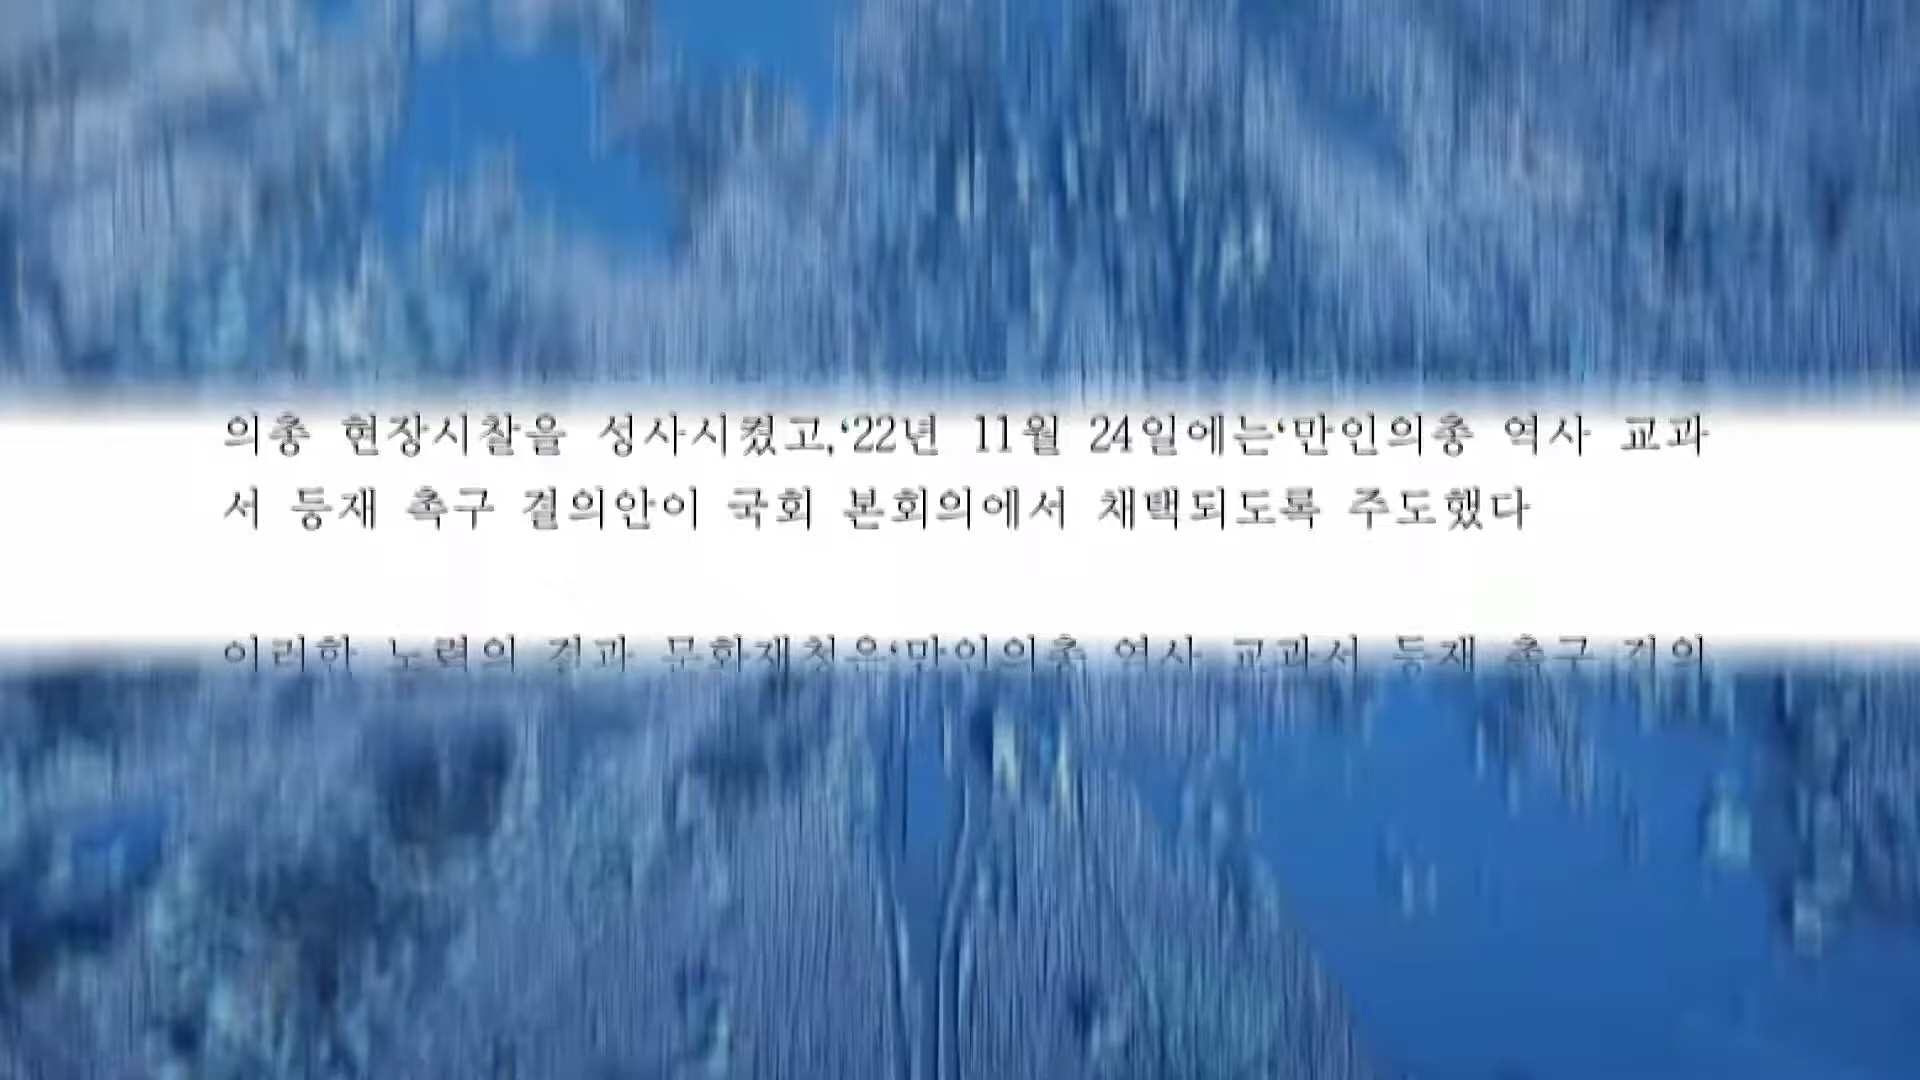 의총 현장시찰을 성사시켰고,‘22년 11월 24일에는‘만인의총 역사 교과
서 등재 촉구 결의안이 국회 본회의에서 채택되도록 주도했다
이러한 노력의 결과 문화재청은‘만인의총 역사 교과서 등재 촉구 결의